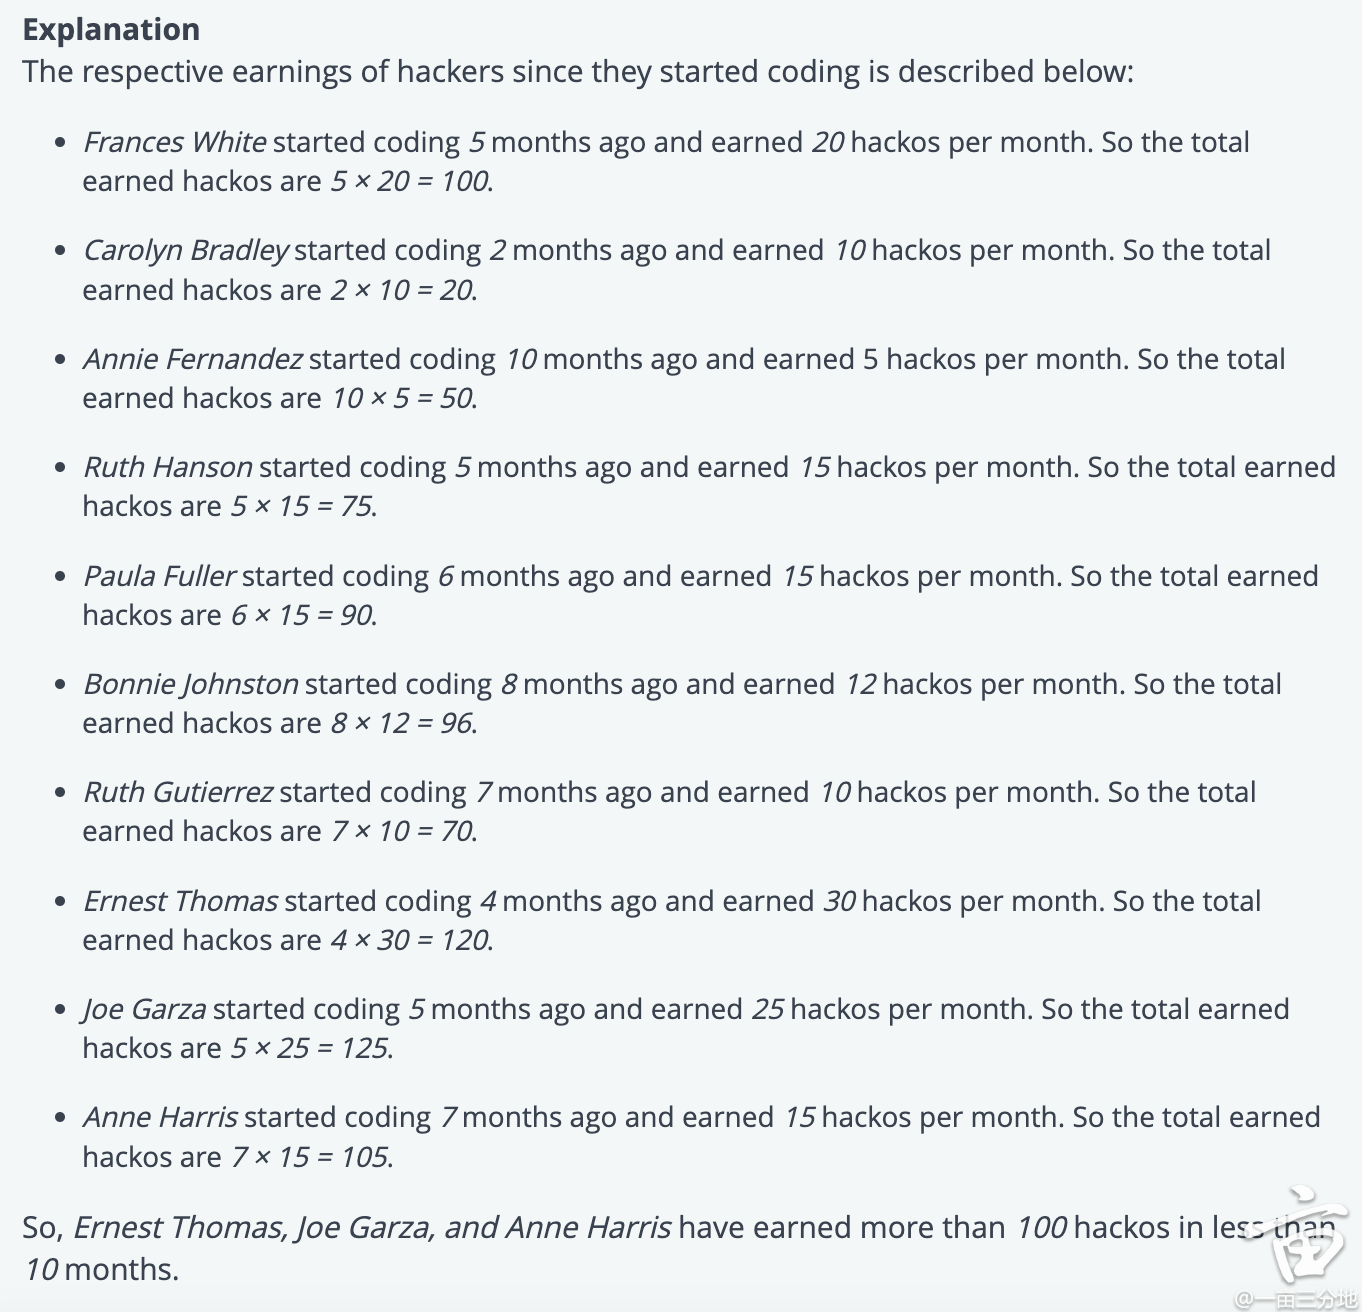 Explanation
The respective earnings of hackers since they started coding is described below:
• Frances White started coding 5 months ago and earned 20 hackos per month. So the total
earned hackos are 5 × 20 = 100.
• Carolyn Bradley started coding 2 months ago and earned 10 hackos per month. So the total
earned hackos are 2 × 10 = 20.
• Annie Fernandez started coding 10 months ago and earned 5 hackos per month. So the total
earned hackos are 10 × 5 = 50.
• Ruth Hanson started coding 5 months ago and earned 15 hackos per month. So the total earned
hackos are 5 × 15 = 75.
• Paula Fuller started coding 6 months ago and earned 15 hackos per month. So the total earned
hackos are 6 × 15 = 90.
• Bonnie Johnston started coding 8 months ago and earned 12 hackos per month. So the total
earned hackos are 8 × 12 = 96.
• Ruth Gutierrez started coding 7 months ago and earned 10 hackos per month. So the total
earned hackos are 7 × 10 = 70.
• Ernest Thomas started coding 4 months ago and earned 30 hackos per month. So the total
earned hackos are 4 × 30 = 120.
• Joe Garza started coding 5 months ago and earned 25 hackos per month. So the total earned
hackos are 5 × 25 = 125.
• Anne Harris started coding 7 months ago and earned 15 hackos per month. So the total earned
hackos are 7 × 15 = 105.
So, Ernest Thomas, Joe Garza, and Anne Harris have earned more than 100 hackos in less than
10 months.
@一亩三分地